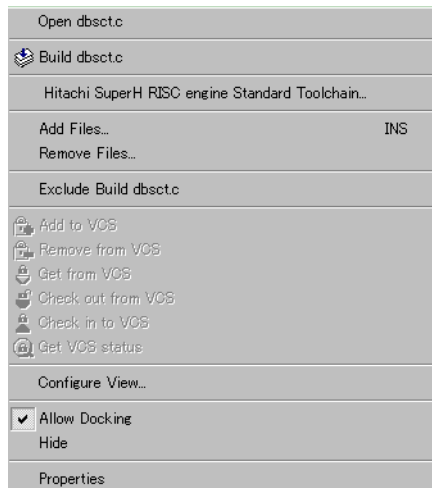 Open dbsct.c
Build dbsct.c
Hitachi SuperH RISC engine Standard Toolchain...
Add Files... INS
Remove Files...
Exclude Build dbsct.c
Add to VCS
Remove from VCS
Get from VCS
Check out from VCS
Check in to VCS
Get VCS status
Configure View...
Allow Docking
Hide
Properties